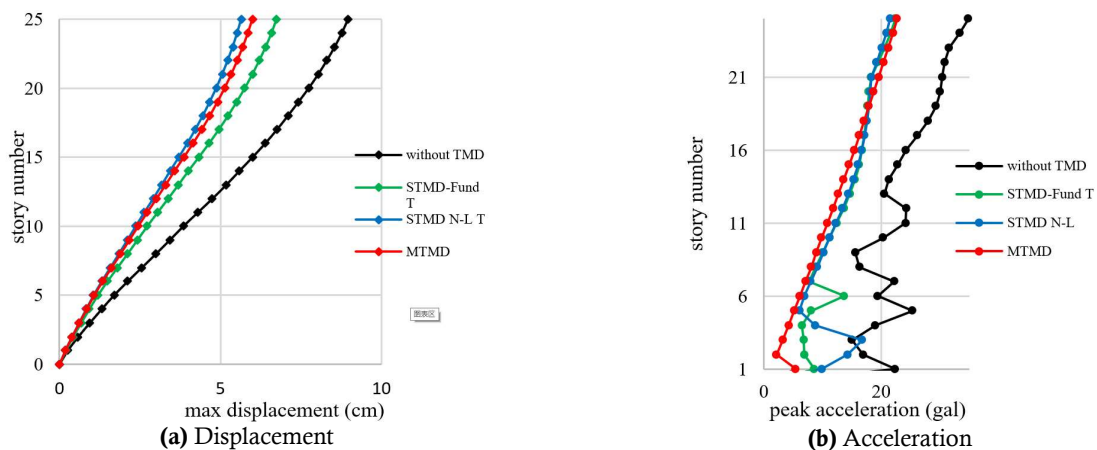 25
20
15
10
5
0
story number
0
5
10
max displacement (cm)
without TMD
STMD-Fund
T
STMD N-L T
MTMD
图表区
(a) Displacement
21
16
11
6
1
story number
0
20
peak acceleration (gal)
without TMD
STMD-Fund T
STMD N-L
MTMD
(b) Acceleration